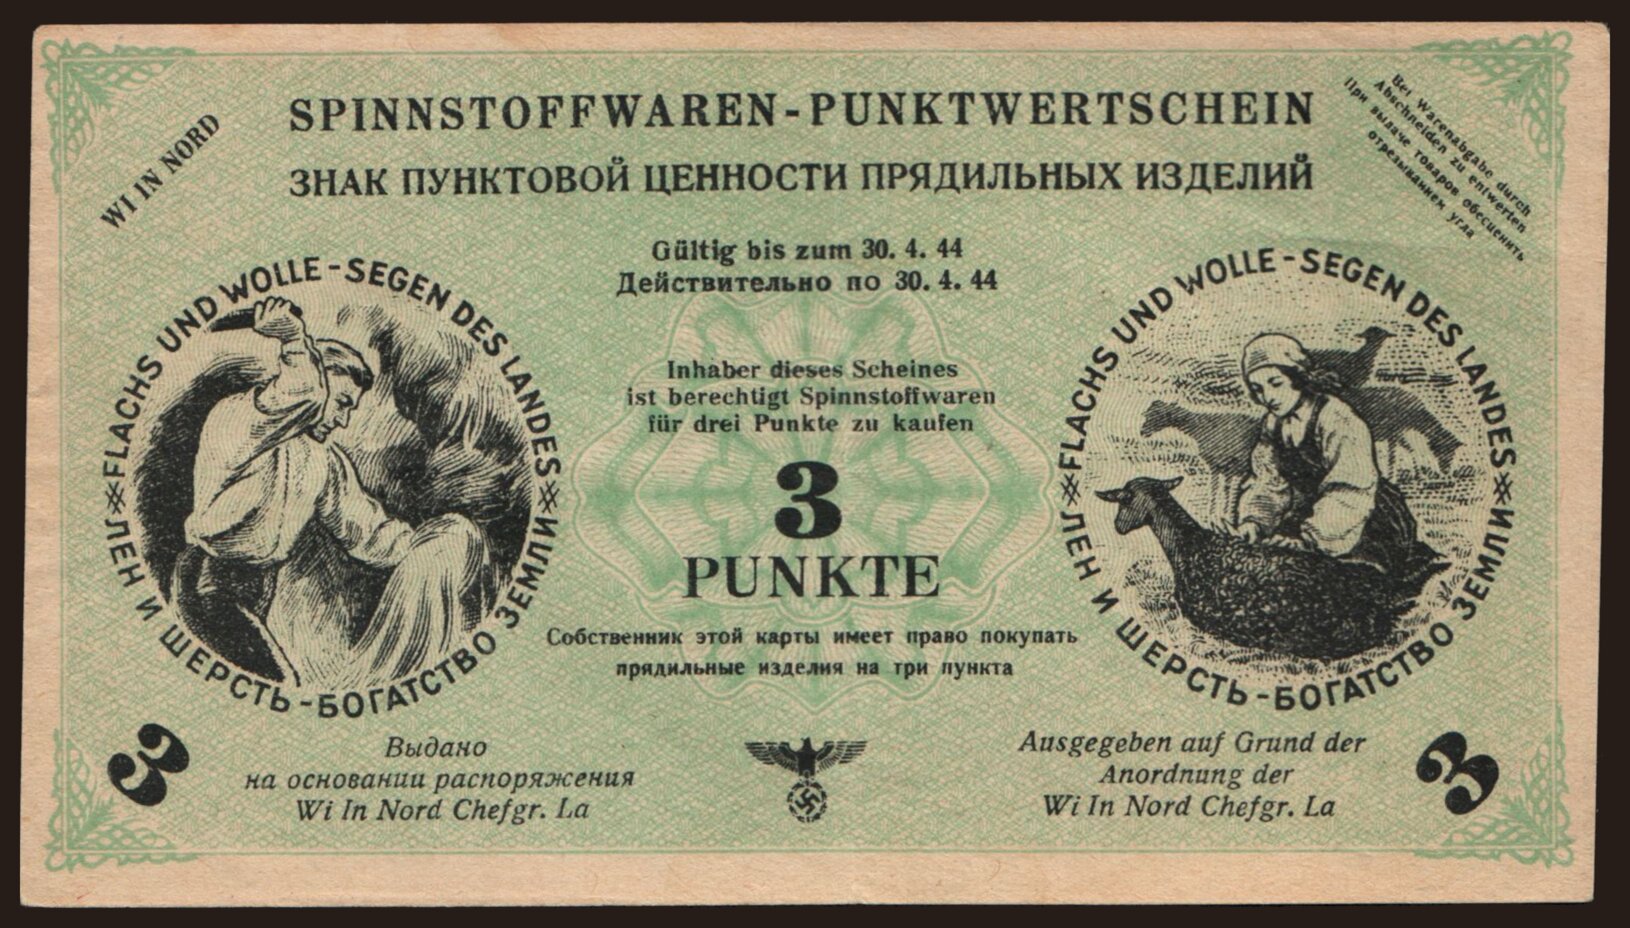 WI IN NORD
SPINNSTOFFWAREN-PUNKTWERTSCHEIN
ЗНАК ПУНКТОВОЙ ЦЕННОСТИ ПРЯДИЛЬНЫХ ИЗДЕЛИЙ
Bei Warenabgabe durch
Abschneiden zu entwerten
При выдаче товаров обесценить
отрезыванием угла
Gültig bis zum 30. 4. 44
Действительно по 30. 4. 44
FLACHS UND WOLLE - SEGEN DES LANDES
ЛЕН И ШЕРСТЬ - БОГАТСТВО ЗЕМЛИ
Inhaber dieses Scheines
ist berechtigt Spinnstoffwaren
für drei Punkte zu kaufen
3
PUNKTE
Собственник этой карты имеет право покупать
прядильные изделия на три пункта
FLACHS UND WOLLE - SEGEN DES LANDES
ЛЕН И ШЕРСТЬ - БОГАТСТВО ЗЕМЛИ
3
Выдано
на основании распоряжения
Wi In Nord Chefgr. La
Ausgegeben auf Grund der
Anordnung der
Wi In Nord Chefgr. La
3